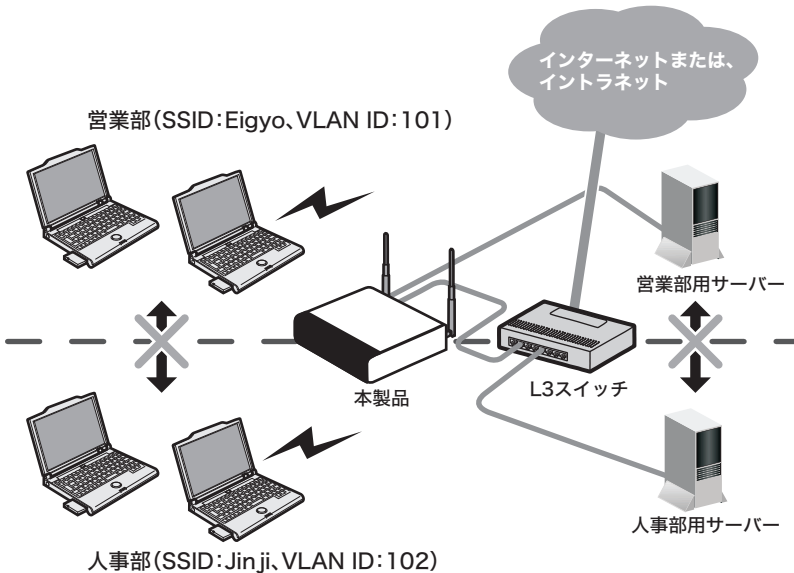 インターネットまたは、
イントラネット
営業部(SSID:Eigyo、VLAN ID:101)
営業部用サーバー
本製品
L3スイッチ
人事部用サーバー
人事部(SSID:Jinji、VLAN ID:102)